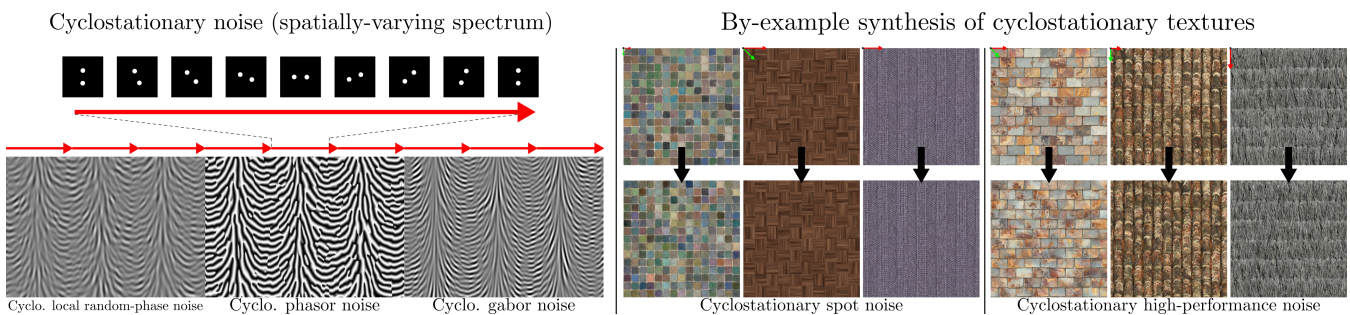 Cyclostationary noise (spatially-varying spectrum)
By-example synthesis of cyclostationary textures
Cyclo. local random-phase noise
Cyclo. phasor noise
Cyclo. gabor noise
Cyclostationary spot noise
Cyclostationary high-performance noise